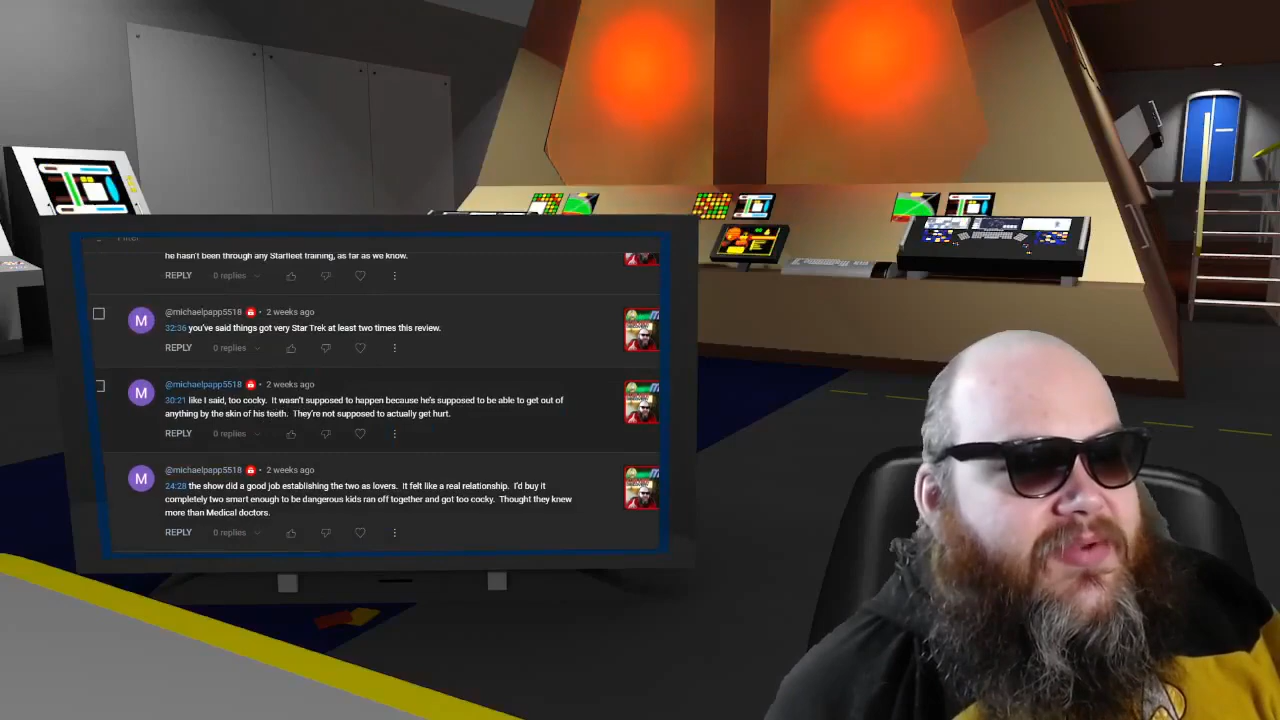 he hasn't been through any Starfleet training, as far as we know.
REPLY 0 replies
@michaelpapp5518 • 2 weeks ago
32:36 you've said things got very Star Trek at least two times this review.
REPLY 0 replies
@michaelpapp5518 • 2 weeks ago
30:21 like I said, too cocky. It wasn't supposed to happen because he's supposed to be able to get out of
anything by the skin of his teeth. They're not supposed to actually get hurt.
REPLY 0 replies
@michaelpapp5518 • 2 weeks ago
24:28 the show did a good job establishing the two as lovers. It felt like a real relationship. I'd buy it
completely two smart enough to be dangerous kids ran off together and got too cocky. Thought they knew
more than Medical doctors.
REPLY 0 replies
M
M
M